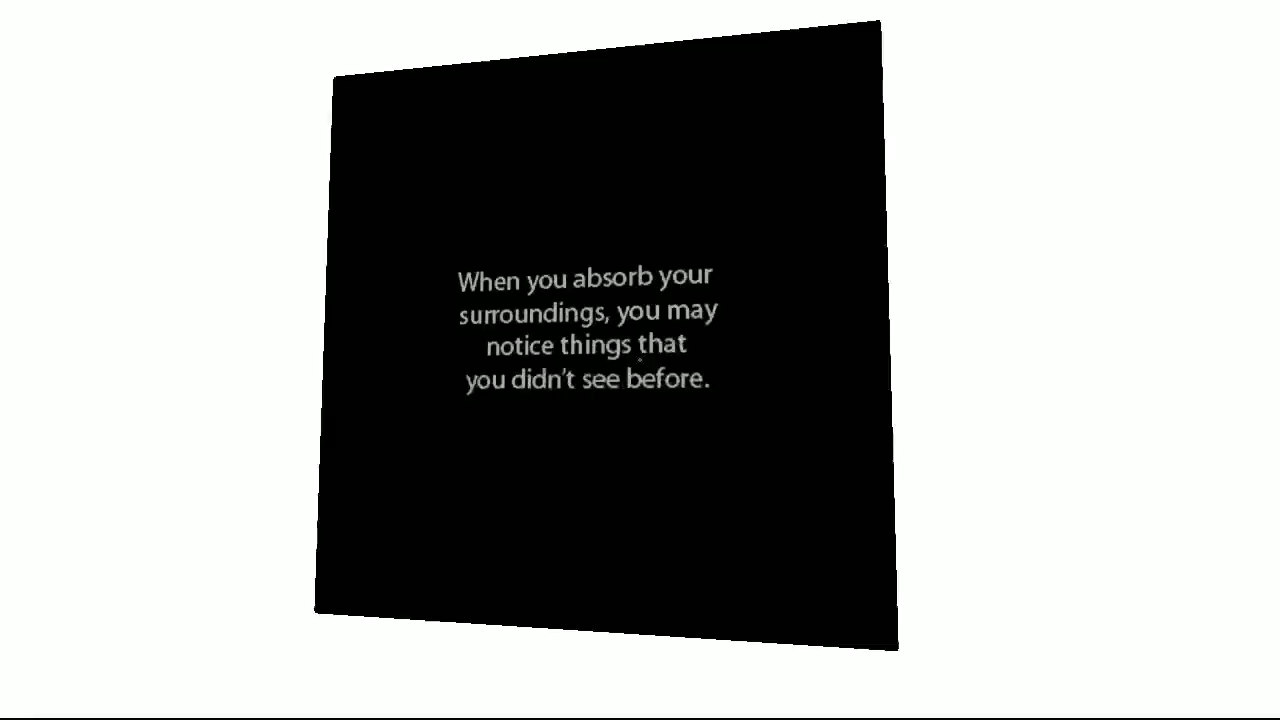 When you absorb your
surroundings, you may
notice things that
you didn't see before.